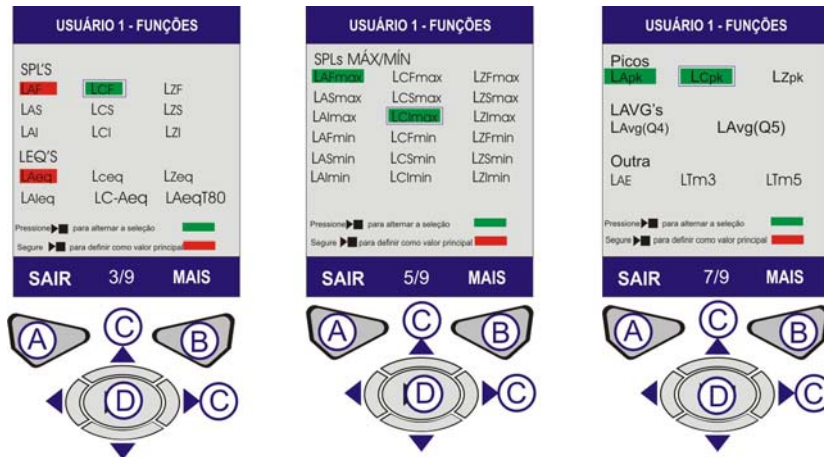 USUÁRIO 1 - FUNÇÕES
SPL'S
LAF LCF LZF
LAS LCS LZS
LAI LCI LZI
LEQ'S
LAeq Lceq LZeq
LAIeq LC-Aeq LAeqT80
Pressione para alternar a seleção
Segure para definir como valor principal
SAIR 3/9 MAIS
A C B
D C
USUÁRIO 1 - FUNÇÕES
SPLs MÁX/MÍN
LAFmax LCFmax LZFmax
LASmax LCSmax LZSmax
LAImax LCImax LZImax
LAFmin LCFmin LZFmin
LASmin LCSmin LZSmin
LAImin LCImin LZImin
Pressione para alternar a seleção
Segure para definir como valor principal
SAIR 5/9 MAIS
A C B
D C
USUÁRIO 1 - FUNÇÕES
Picos
LApk LCpk LZpk
LAVG's
LAvg(Q4) LAvg(Q5)
Outra
LAE LTm3 LTm5
Pressione para alternar a seleção
Segure para definir como valor principal
SAIR 7/9 MAIS
A C B
D C